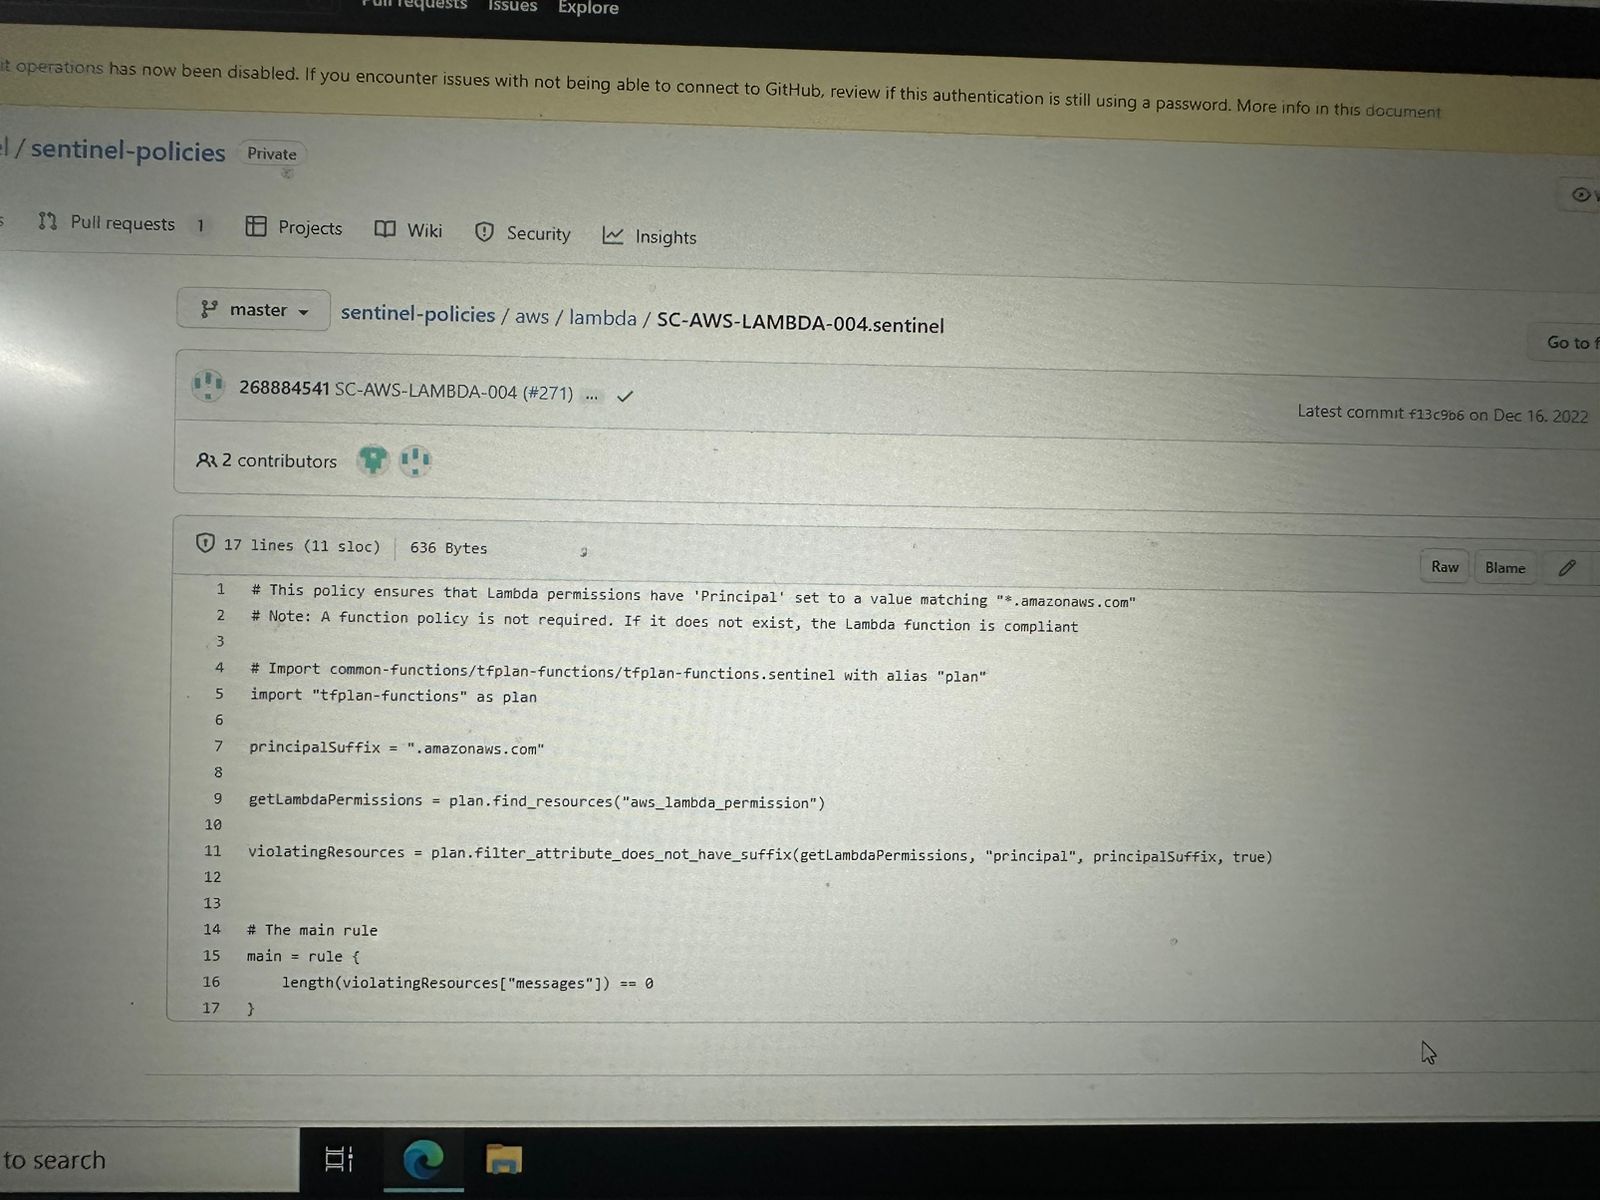 Pull requests Issues Explore
operations has now been disabled. If you encounter issues with not being able to connect to GitHub, review if this authentication is still using a password. More info in this document
/ sentinel-policies Private
Pull requests 1 Projects Wiki Security Insights
master sentinel-policies / aws / lambda / SC-AWS-LAMBDA-004.sentinel
Go to
268884541 SC-AWS-LAMBDA-004 (#271) ...
Latest commit f13c9b6 on Dec 16, 2022
2 contributors
17 lines (11 sloc) 636 Bytes
Raw Blame
1 # This policy ensures that Lambda permissions have 'Principal' set to a value matching "*.amazonaws.com"
2 # Note: A function policy is not required. If it does not exist, the Lambda function is compliant
3
4 # Import common-functions/tfplan-functions/tfplan-functions.sentinel with alias "plan"
5 import "tfplan-functions" as plan
6
7 principalSuffix = ".amazonaws.com"
8
9 getLambdaPermissions = plan.find_resources("aws_lambda_permission")
10
11 violatingResources = plan.filter_attribute_does_not_have_suffix(getLambdaPermissions, "principal", principalSuffix, true)
12
13
14 # The main rule
15 main = rule {
16 length(violatingResources["messages"]) == 0
17 }
to search